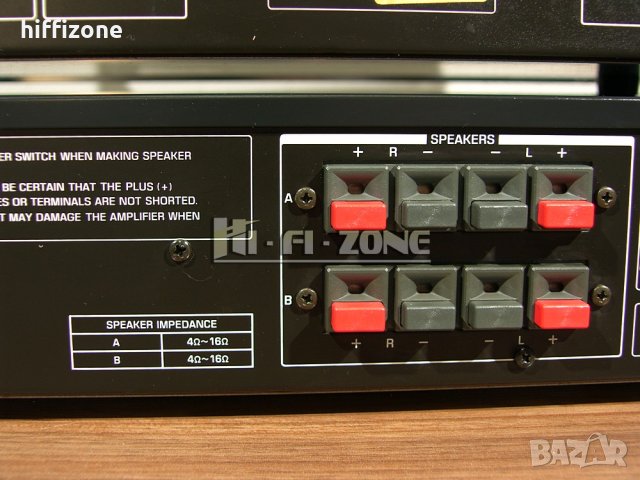 hiffizone
SPEAKERS
+ R − − L +
ER SWITCH WHEN MAKING SPEAKER
BE CERTAIN THAT THE PLUS (+)
ES OR TERMINALS ARE NOT SHORTED.
T MAY DAMAGE THE AMPLIFIER WHEN
A
Hi-Fi-ZONE
B
SPEAKER IMPEDANCE
A 4Ω~16Ω
B 4Ω~16Ω
+ R − − L +
BAZAR